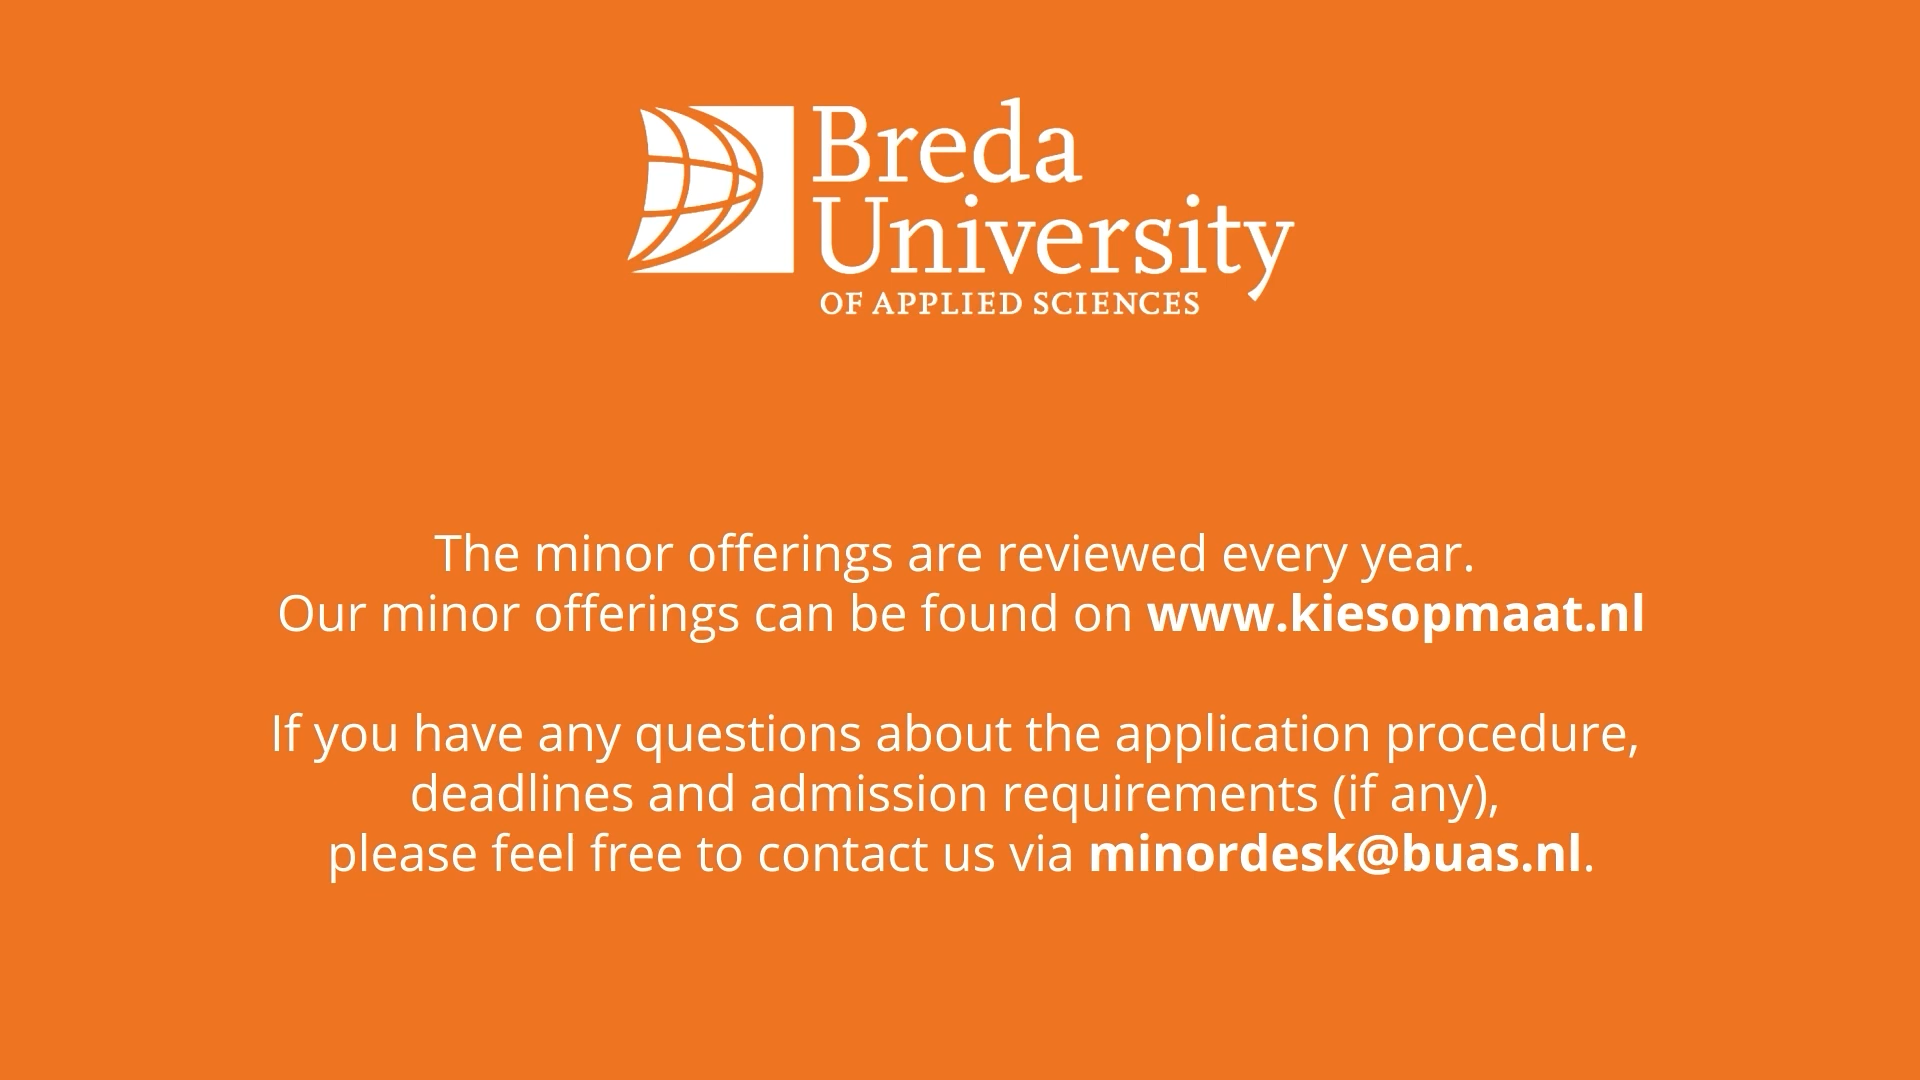 Breda
University
OF APPLIED SCIENCES
The minor offerings are reviewed every year.
Our minor offerings can be found on www.kiesopmaat.nl
If you have any questions about the application procedure,
deadlines and admission requirements (if any),
please feel free to contact us via minordesk@buas.nl.